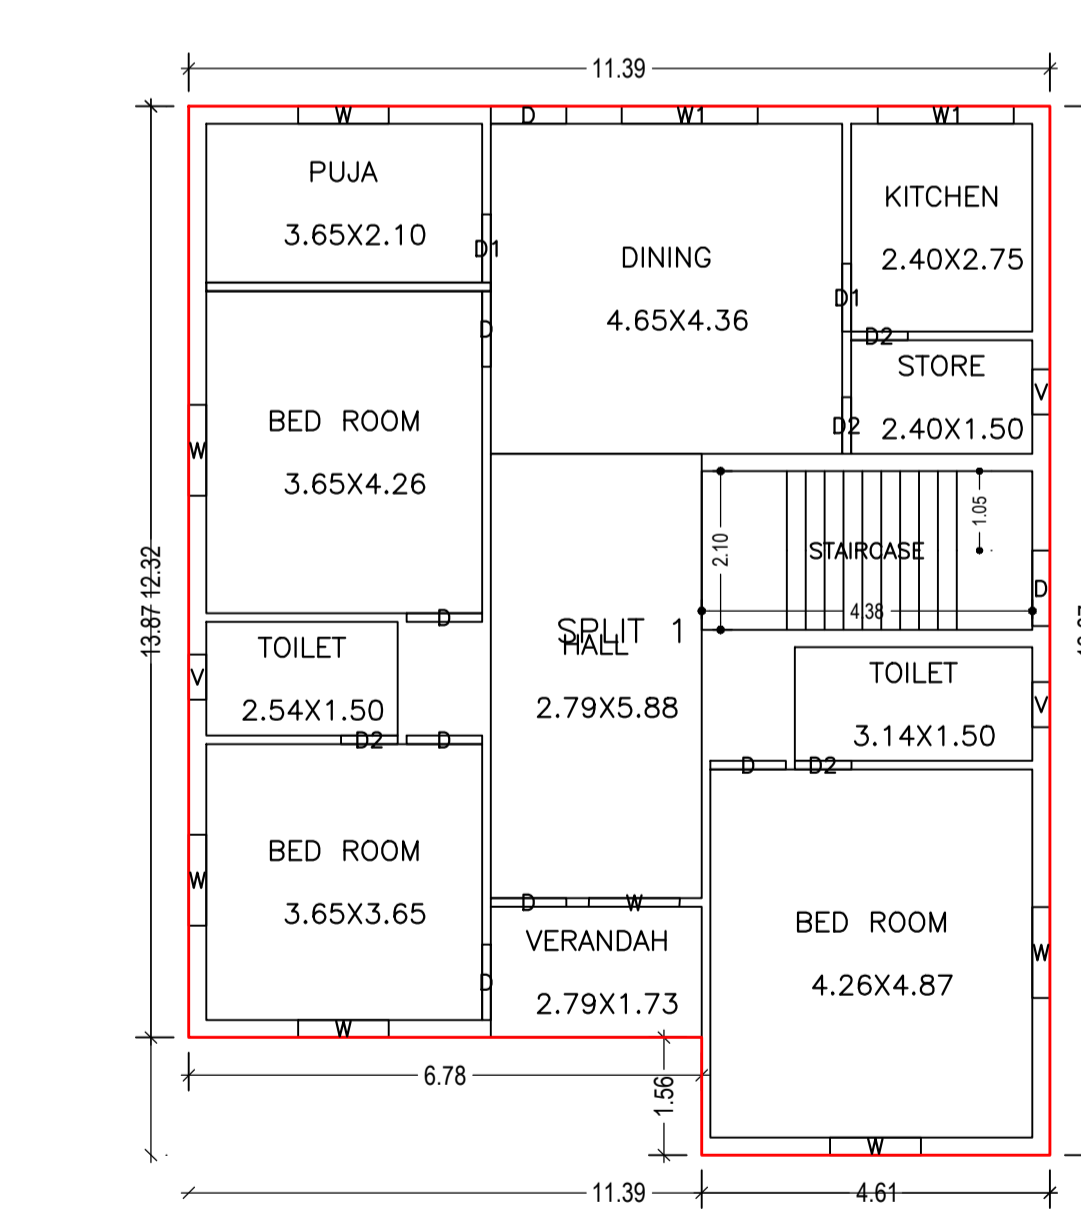 11.39
W
D
W1
W1
PUJA
3.65X2.10
D1
KITCHEN
2.40X2.75
DINING
4.65X4.36
D1
D
D2
STORE
2.40X1.50
V
D2
BED ROOM
3.65X4.26
W
1.05
2.10
STAIRCASE
4.38
D
13.87 12.32
D
SPLIT 1
HALL
2.79X5.88
TOILET
2.54X1.50
V
TOILET
3.14X1.50
V
D2
D
D
D2
BED ROOM
3.65X3.65
W
D
W
VERANDAH
2.79X1.73
D
BED ROOM
4.26X4.87
W
W
6.78
1.56
W
11.39
4.61